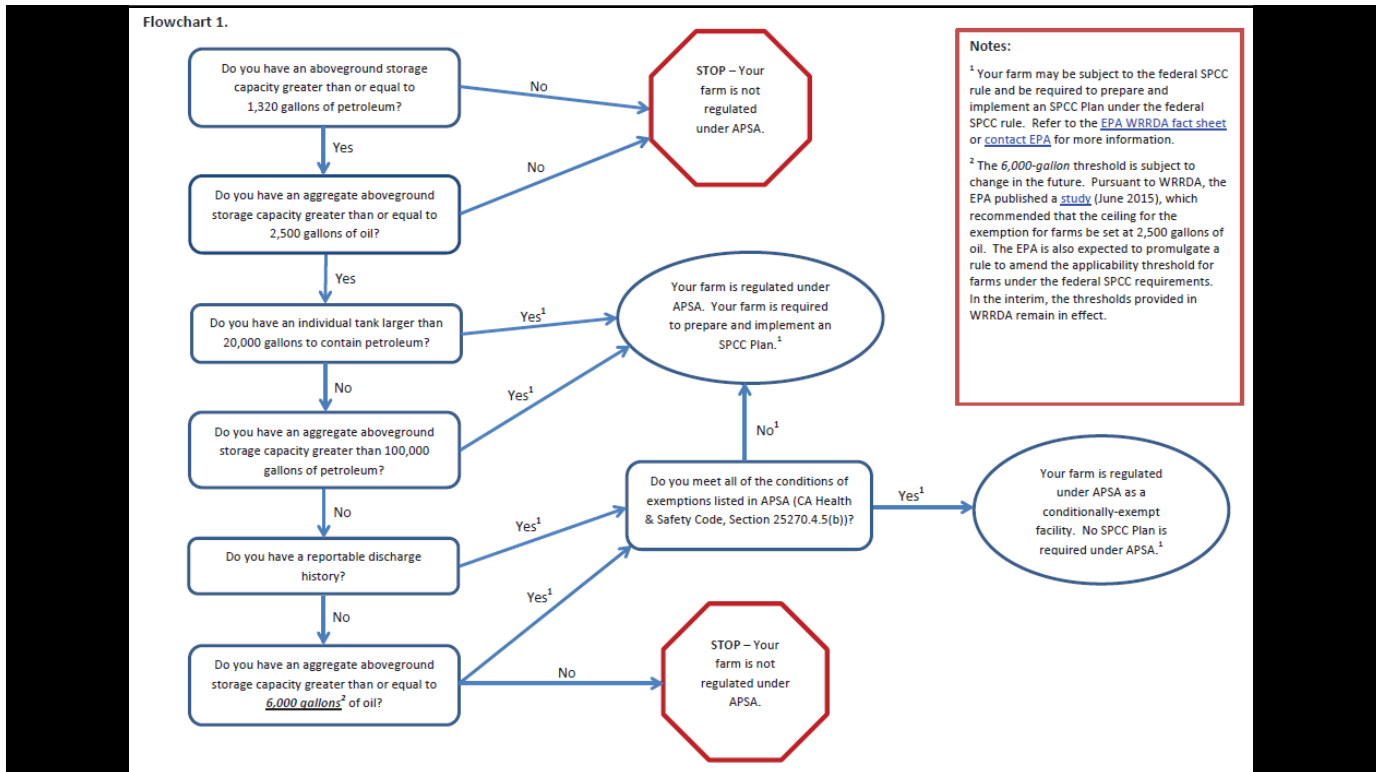 Flowchart 1.
Do you have an aboveground storage
capacity greater than or equal to
1,320 gallons of petroleum?
No
STOP – Your
farm is not
regulated
under APSA.
Yes
No
Do you have an aggregate aboveground
storage capacity greater than or equal to
2,500 gallons of oil?
Yes
Do you have an individual tank larger than
20,000 gallons to contain petroleum?
Yes1
Your farm is regulated under
APSA. Your farm is required
to prepare and implement an
SPCC Plan.1
No
Yes1
Do you have an aggregate aboveground
storage capacity greater than 100,000
gallons of petroleum?
No1
No
Yes1
Do you meet all of the conditions of
exemptions listed in APSA (CA Health
& Safety Code, Section 25270.4.5(b))?
Yes1
Your farm is regulated
under APSA as a
conditionally-exempt
facility. No SPCC Plan is
required under APSA.1
Do you have a reportable discharge
history?
Yes1
No
Do you have an aggregate aboveground
storage capacity greater than or equal to
6,000 gallons2 of oil?
No
STOP – Your
farm is not
regulated under
APSA.
Notes:
1 Your farm may be subject to the federal SPCC
rule and be required to prepare and
implement an SPCC Plan under the federal
SPCC rule. Refer to the EPA WRRDA fact sheet
or contact EPA for more information.
2 The 6,000-gallon threshold is subject to
change in the future. Pursuant to WRRDA, the
EPA published a study (June 2015), which
recommended that the ceiling for the
exemption for farms be set at 2,500 gallons of
oil. The EPA is also expected to promulgate a
rule to amend the applicability threshold for
farms under the federal SPCC requirements.
In the interim, the thresholds provided in
WRRDA remain in effect.